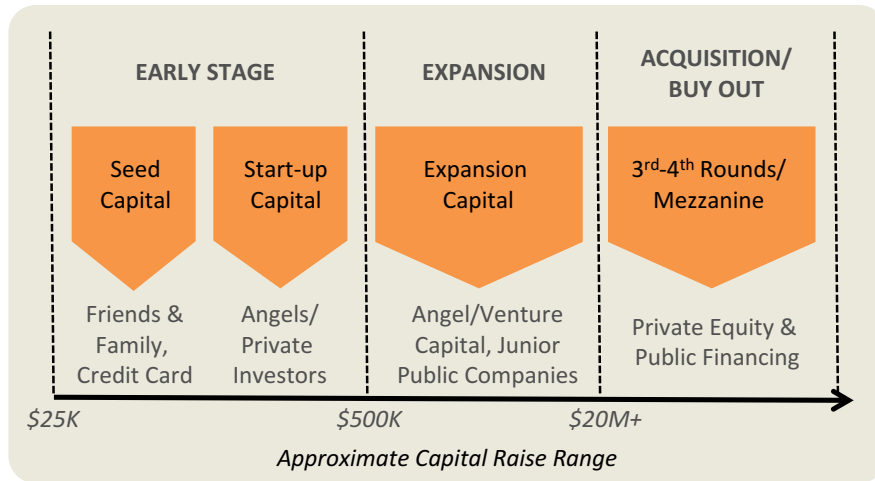 EARLY STAGE
EXPANSION
ACQUISITION/
BUY OUT
Seed
Capital
Start-up
Capital
Expansion
Capital
3rd-4th Rounds/
Mezzanine
Friends &
Family,
Credit Card
Angels/
Private
Investors
Angel/Venture
Capital, Junior
Public Companies
Private Equity &
Public Financing
$25K
$500K
$20M+
Approximate Capital Raise Range